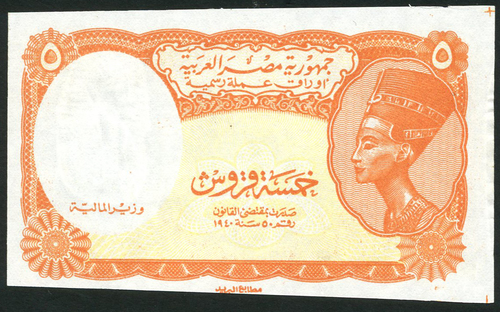 ٥ ٥
جمهورية مصر العربية
أوراق عملة رسمية
خمسة قروش
وزير المالية
صدرت بمقتضى القانون
رقم ٥٠ سنة ١٩٤٠
مطابع البريد